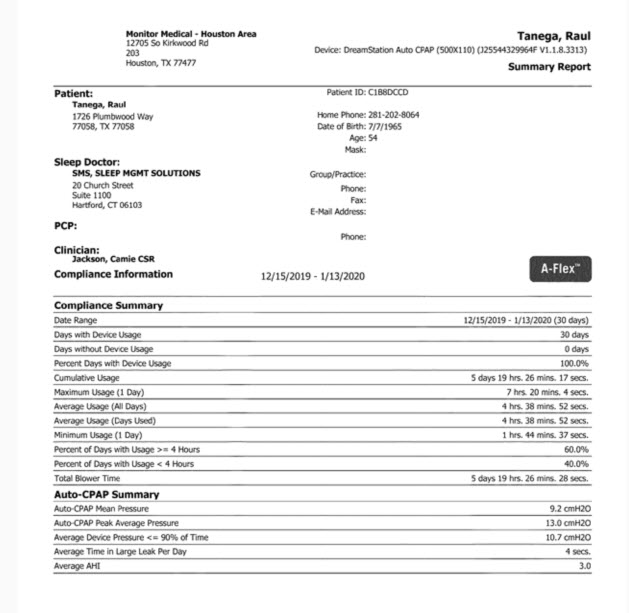 Monitor Medical - Houston Area
12705 So Kirkwood Rd
203
Houston, TX 77477
Tanega, Raul
Device: DreamStation Auto CPAP (500X110) (J25544329964F V1.1.8.3313)
Summary Report
Patient:
Tanega, Raul
1726 Plumbwood Way
77058, TX 77058
Patient ID: C1B8DCCD
Home Phone: 281-202-8064
Date of Birth: 7/7/1965
Age: 54
Mask:
Sleep Doctor:
SMS, SLEEP MGMT SOLUTIONS
20 Church Street
Suite 1100
Hartford, CT 06103
Group/Practice:
Phone:
Fax:
E-Mail Address:
PCP:
Phone:
Clinician:
Jackson, Camie CSR
Compliance Information 12/15/2019 - 1/13/2020
A-Flex™
Compliance Summary
Date Range 12/15/2019 - 1/13/2020 (30 days)
Days with Device Usage 30 days
Days without Device Usage 0 days
Percent Days with Device Usage 100.0%
Cumulative Usage 5 days 19 hrs. 26 mins. 17 secs.
Maximum Usage (1 Day) 7 hrs. 20 mins. 4 secs.
Average Usage (All Days) 4 hrs. 38 mins. 52 secs.
Average Usage (Days Used) 4 hrs. 38 mins. 52 secs.
Minimum Usage (1 Day) 1 hrs. 44 mins. 37 secs.
Percent of Days with Usage >= 4 Hours 60.0%
Percent of Days with Usage < 4 Hours 40.0%
Total Blower Time 5 days 19 hrs. 26 mins. 28 secs.
Auto-CPAP Summary
Auto-CPAP Mean Pressure 9.2 cmH2O
Auto-CPAP Peak Average Pressure 13.0 cmH2O
Average Device Pressure <= 90% of Time 10.7 cmH2O
Average Time in Large Leak Per Day 4 secs.
Average AHI 3.0